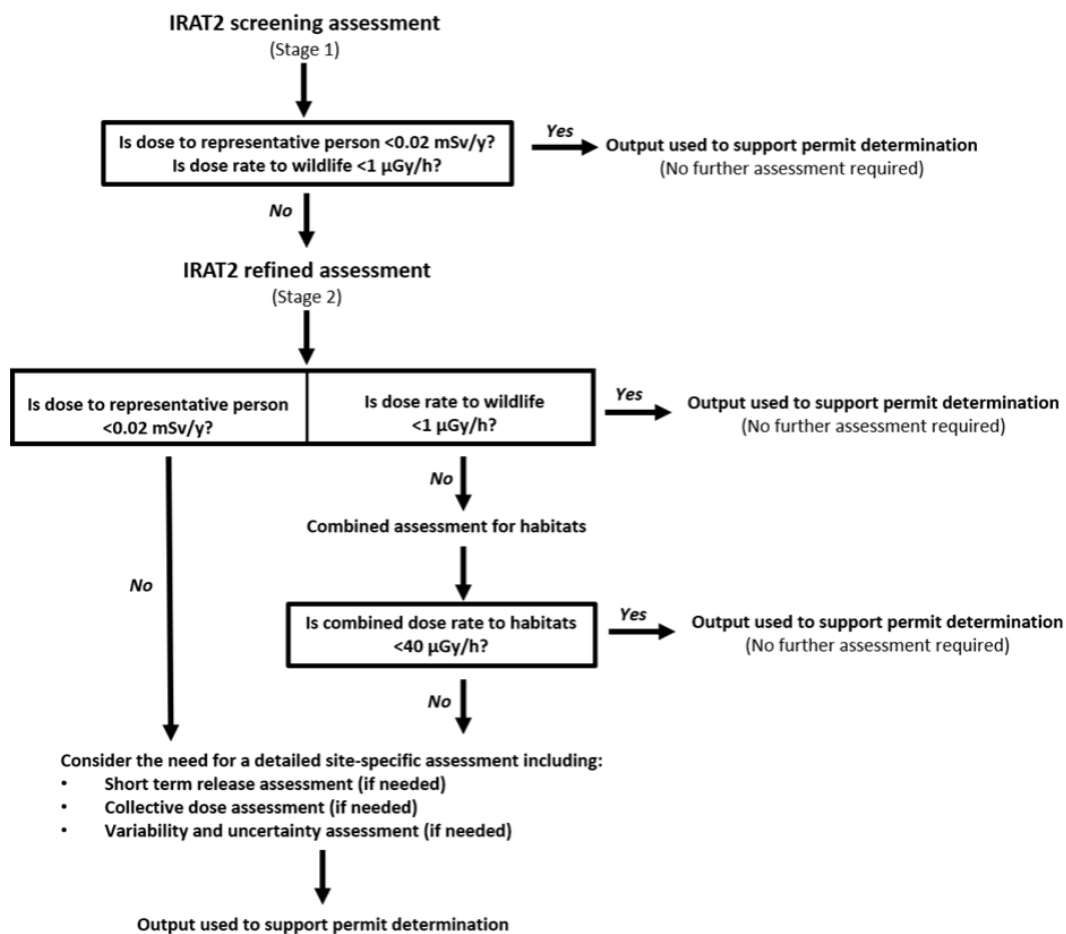 IRAT2 screening assessment
(Stage 1)
Is dose to representative person <0.02 mSv/y?
Is dose rate to wildlife <1 μGy/h?
Yes
Output used to support permit determination
(No further assessment required)
No
IRAT2 refined assessment
(Stage 2)
Is dose to representative person
<0.02 mSv/y?
Is dose rate to wildlife
<1 μGy/h?
Yes
Output used to support permit determination
(No further assessment required)
No
Combined assessment for habitats
No
Is combined dose rate to habitats
<40 μGy/h?
Yes
Output used to support permit determination
(No further assessment required)
No
Consider the need for a detailed site-specific assessment including:
• Short term release assessment (if needed)
• Collective dose assessment (if needed)
• Variability and uncertainty assessment (if needed)
Output used to support permit determination